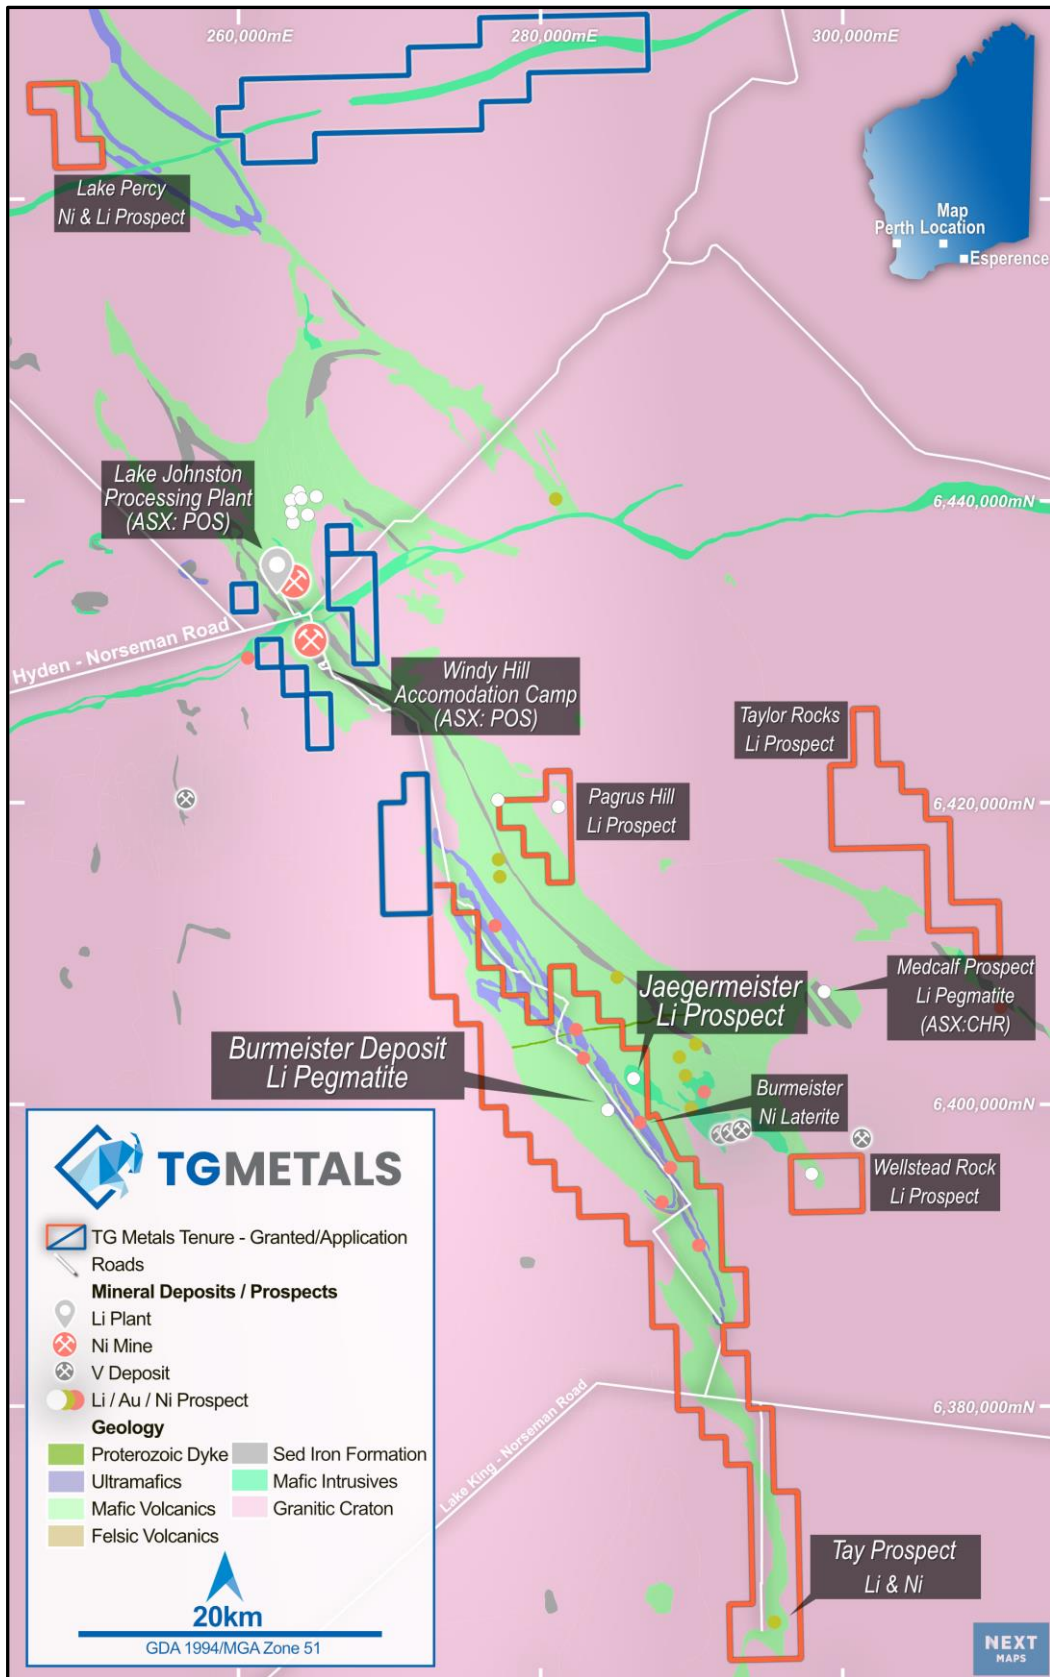 260,000mE
280,000mE
300,000mE
Lake Percy
Ni & Li Prospect
Map
Perth Location
Esperence
Lake Johnston
Processing Plant
(ASX: POS)
6,440,000mN
Hyden - Norseman Road
Windy Hill
Accomodation Camp
(ASX: POS)
Taylor Rocks
Li Prospect
Pagrus Hill
Li Prospect
6,420,000mN
Medcalf Prospect
Li Pegmatite
(ASX:CHR)
Jaegermeister
Li Prospect
Burmeister Deposit
Li Pegmatite
Burmeister
Ni Laterite
6,400,000mN
Wellstead Rock
Li Prospect
TGMETALS
TG Metals Tenure - Granted/Application
Roads
Mineral Deposits / Prospects
Li Plant
Ni Mine
V Deposit
Li / Au / Ni Prospect
Geology
Proterozoic Dyke
Sed Iron Formation
Ultramafics
Mafic Intrusives
Mafic Volcanics
Granitic Craton
Felsic Volcanics
20km
GDA 1994/MGA Zone 51
6,380,000mN
Lake King - Norseman Road
Tay Prospect
Li & Ni
NEXT
MAPS